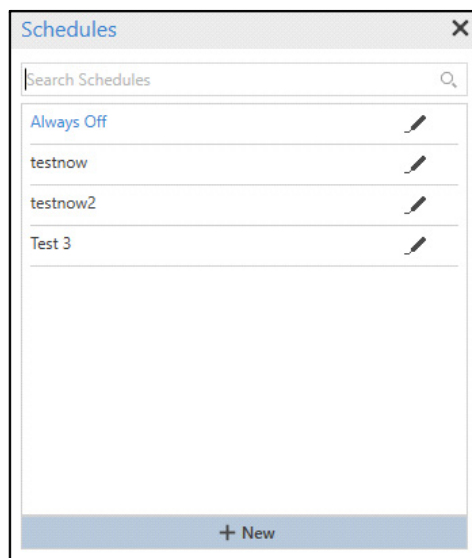 Schedules
Search Schedules
Always Off
testnow
testnow2
Test 3
+ New